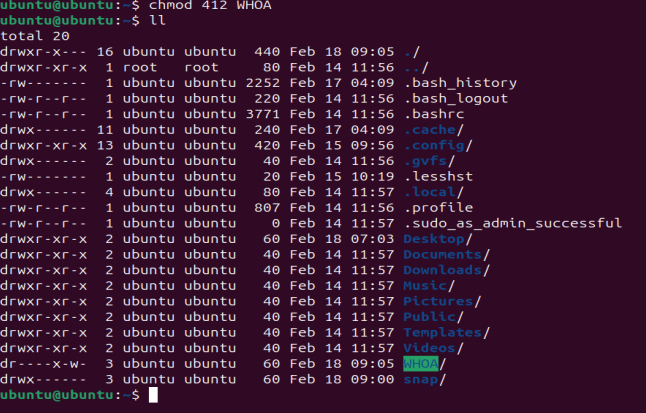 ubuntu@ubuntu:~$ chmod 412 WHOA
ubuntu@ubuntu:~$ ll
total 20
drwxr-x--- 16 ubuntu ubuntu  440 Feb 18 09:05 ./
drwxr-xr-x  1 root   root     80 Feb 14 11:56 ../
-rw-------  1 ubuntu ubuntu 2252 Feb 17 04:09 .bash_history
-rw-r--r--  1 ubuntu ubuntu  220 Feb 14 11:56 .bash_logout
-rw-r--r--  1 ubuntu ubuntu 3771 Feb 14 11:56 .bashrc
drwx------ 11 ubuntu ubuntu  240 Feb 17 04:09 .cache/
drwxr-xr-x 13 ubuntu ubuntu  420 Feb 15 09:56 .config/
drwx------  2 ubuntu ubuntu   40 Feb 14 11:56 .gvfs/
-rw-------  1 ubuntu ubuntu   20 Feb 15 10:19 .lesshst
drwx------  4 ubuntu ubuntu   80 Feb 14 11:57 .local/
-rw-r--r--  1 ubuntu ubuntu  807 Feb 14 11:56 .profile
-rw-r--r--  1 ubuntu ubuntu    0 Feb 14 11:57 .sudo_as_admin_successful
drwxr-xr-x  2 ubuntu ubuntu   60 Feb 18 07:03 Desktop/
drwxr-xr-x  2 ubuntu ubuntu   40 Feb 14 11:57 Documents/
drwxr-xr-x  2 ubuntu ubuntu   40 Feb 14 11:57 Downloads/
drwxr-xr-x  2 ubuntu ubuntu   40 Feb 14 11:57 Music/
drwxr-xr-x  2 ubuntu ubuntu   40 Feb 14 11:57 Pictures/
drwxr-xr-x  2 ubuntu ubuntu   40 Feb 14 11:57 Public/
drwxr-xr-x  2 ubuntu ubuntu   40 Feb 14 11:57 Templates/
drwxr-xr-x  2 ubuntu ubuntu   40 Feb 14 11:57 Videos/
dr----x-w-  3 ubuntu ubuntu   60 Feb 18 09:05 WHOA/
drwx------  3 ubuntu ubuntu   60 Feb 18 09:00 snap/
ubuntu@ubuntu:~$